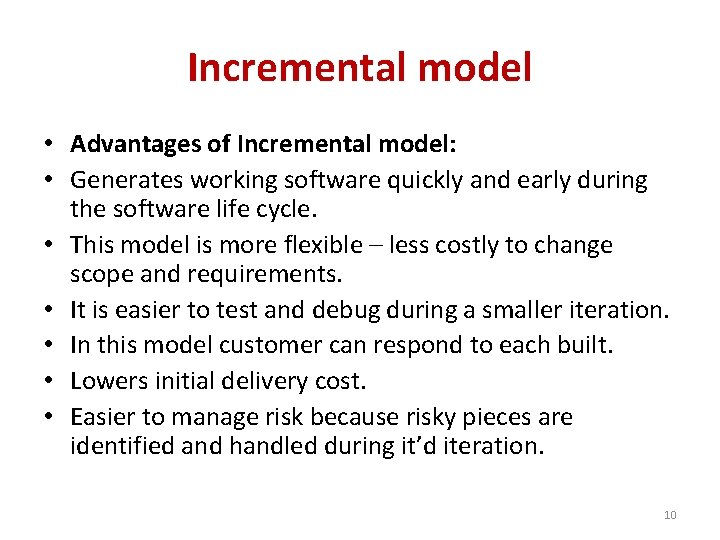 Incremental model
• Advantages of Incremental model:
• Generates working software quickly and early during
the software life cycle.
• This model is more flexible – less costly to change
scope and requirements.
• It is easier to test and debug during a smaller iteration.
• In this model customer can respond to each built.
• Lowers initial delivery cost.
• Easier to manage risk because risky pieces are
identified and handled during it’d iteration.
10